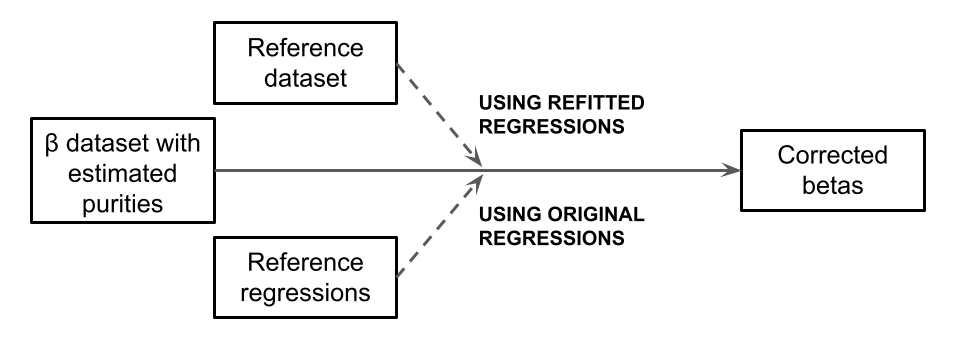 Reference
dataset
USING REFITTED
REGRESSIONS
β dataset with
estimated
purities
Corrected
betas
USING ORIGINAL
REGRESSIONS
Reference
regressions